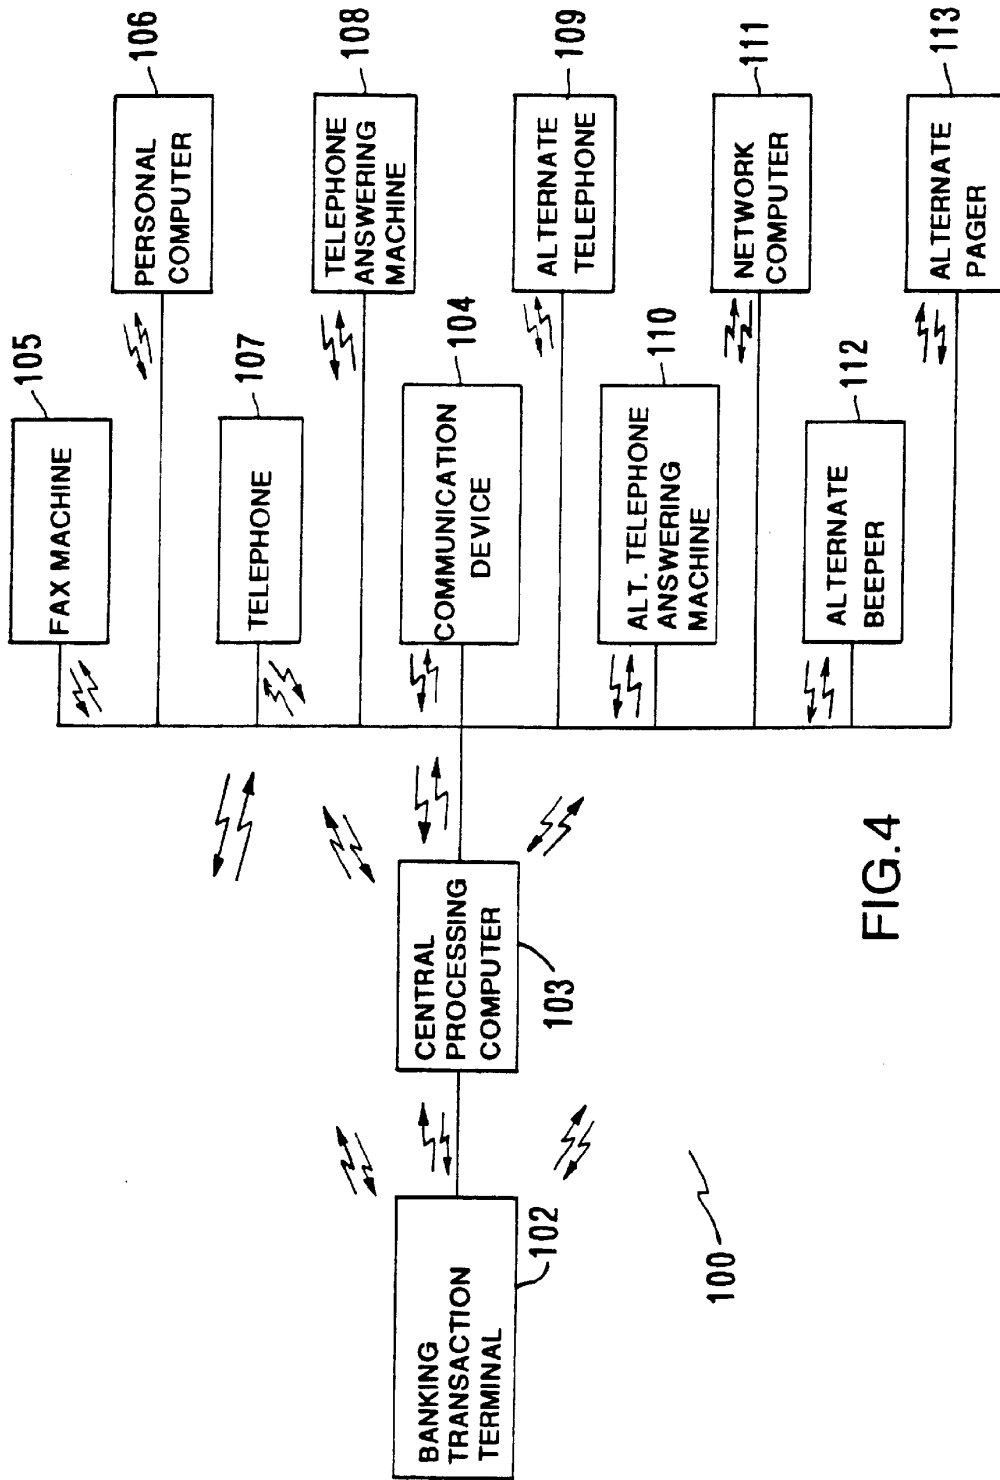 BANKING
TRANSACTION
TERMINAL
102
CENTRAL
PROCESSING
COMPUTER
103
FAX MACHINE
105
PERSONAL
COMPUTER
106
TELEPHONE
107
TELEPHONE
ANSWERING
MACHINE
108
COMMUNICATION
DEVICE
104
ALTERNATE
TELEPHONE
109
ALT. TELEPHONE
ANSWERING
MACHINE
110
NETWORK
COMPUTER
111
ALTERNATE
BEEPER
112
ALTERNATE
PAGER
113
100
FIG.4